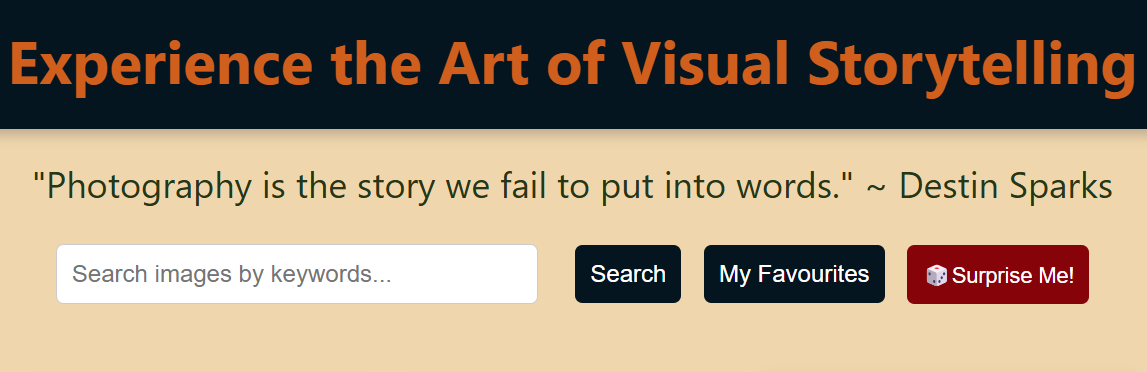 Experience the Art of Visual Storytelling
"Photography is the story we fail to put into words." ~ Destin Sparks
Search images by keywords... Search My Favourites Surprise Me!